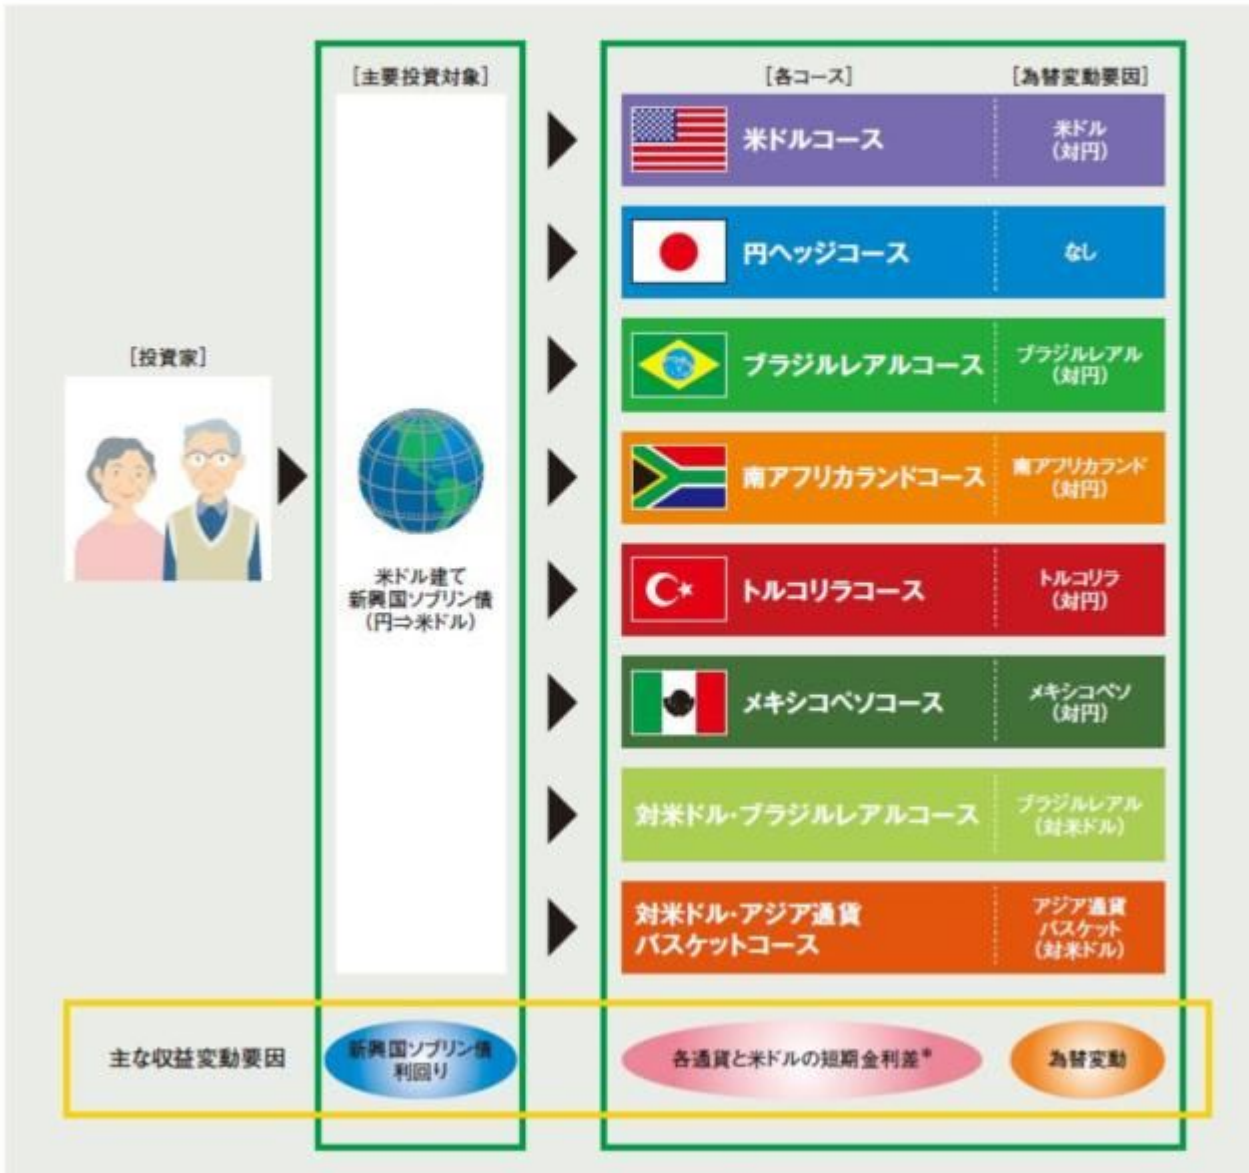 [主要投資対象]
[各コース]
[為替変動要因]
米ドルコース
米ドル
(対円)
円ヘッジコース
なし
[投資家]
ブラジルレアルコース
ブラジルレアル
(対円)
南アフリカランドコース
南アフリカランド
(対円)
米ドル建て
新興国ソブリン債
(円⇒米ドル)
トルコリラコース
トルコリラ
(対円)
メキシコペソコース
メキシコペソ
(対円)
対米ドル・ブラジルレアルコース
ブラジルレアル
(対米ドル)
対米ドル・アジア通貨
バスケットコース
アジア通貨
バスケット
(対米ドル)
主な収益変動要因
新興国ソブリン債
利回り
各通貨と米ドルの短期金利差*
為替変動